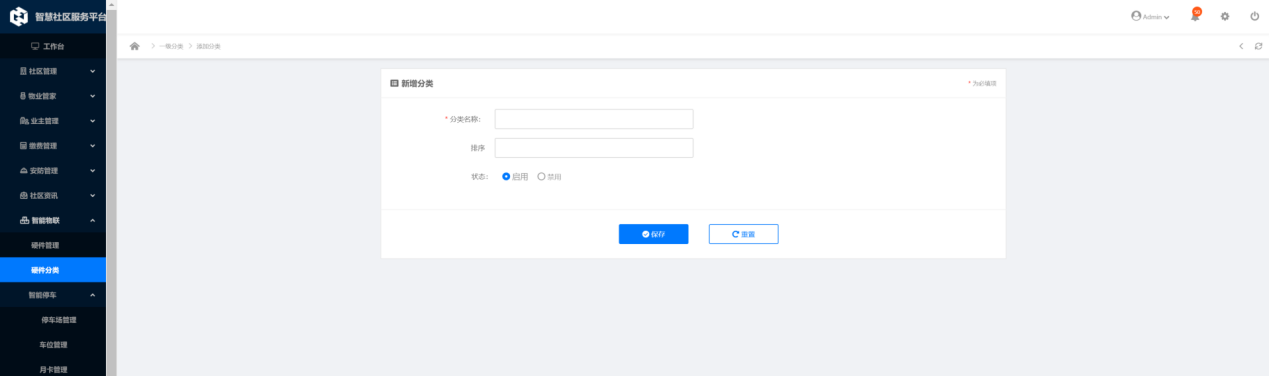 智慧社区服务平台
Admin
50
工作台
一级分类 > 添加分类
社区管理
物业管家
业主管理
缴费管理
安防管理
社区资讯
智能物联
硬件管理
硬件分类
智能停车
停车场管理
车位管理
月卡管理
新增分类
* 为必填项
* 分类名称：
排序
状态： 启用 禁用
保存 重置